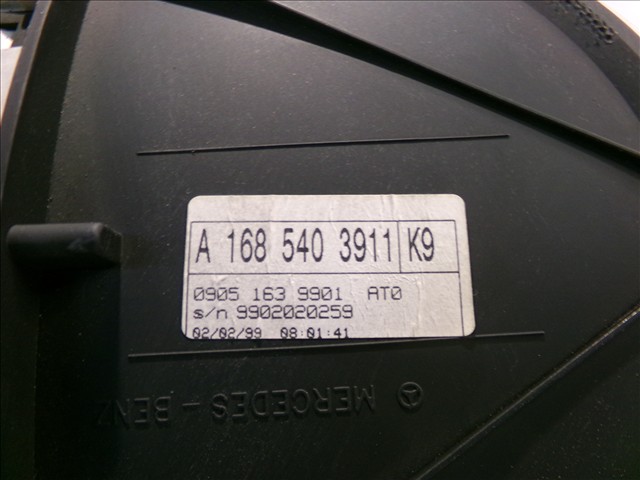 A 168 540 3911 K9
0905 163 9901 AT0
s/n 9902020259
02/02/99 08:01:41
MERCEDES-BENZ